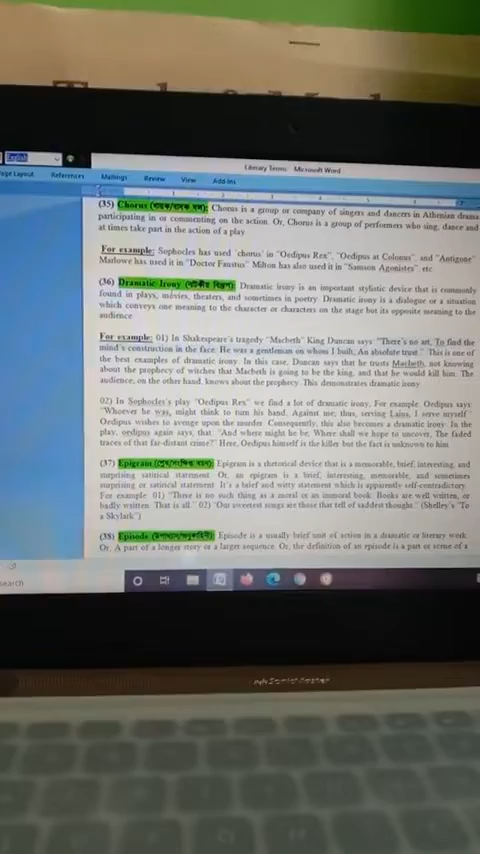 English
Page Layout References Mailings Review View Add-Ins
Literary Terms - Microsoft Word
(35) Chorus Chorus is a group or company of singers and dancers in Athenian drama
participating in or commenting on the action. Or, Chorus is a group of performers who sing, dance and
at times take part in the action of a play
For example: Sophocles has used 'chorus' in "Oedipus Rex", "Oedipus at Colonus", and "Antigone"
Marlowe has used it in "Doctor Faustus" Milton has also used it in "Samson Agonistes". etc
(36) Dramatic Irony Dramatic irony is an important stylistic device that is commonly
found in plays, movies, theaters, and sometimes in poetry. Dramatic irony is a dialogue or a situation
which conveys one meaning to the character or characters on the stage but its opposite meaning to the
audience
For example: 01) In Shakespeare's tragedy "Macbeth" King Duncan says "There's no art, To find the
mind's construction in the face: He was a gentleman on whom I built, An absolute trust." This is one of
the best examples of dramatic irony. In this case, Duncan says that he trusts Macbeth, not knowing
about the prophecy of witches that Macbeth is going to be the king, and that he would kill him. The
audience, on the other hand, knows about the prophecy. This demonstrates dramatic irony
02) In Sophocles's play "Oedipus Rex" we find a lot of dramatic irony. For example: Oedipus says
"Whoever he was, might think to turn his hand, Against me; thus, serving Laius, I serve myself"
Oedipus wishes to avenge upon the murder. Consequently, this also becomes a dramatic irony. In the
play, oedipus again says, that: "And where might he be, Where shall we hope to uncover, The faded
traces of that far-distant crime?" Here, Oedipus himself is the killer but the fact is unknown to him
(37) Epigram Epigram is a rhetorical device that is a memorable, brief, interesting, and
surprising satirical statement. Or, an epigram is a brief, interesting, memorable, and sometimes
surprising or satirical statement. It's a brief and witty statement which is apparently self-contradictory.
For example: 01) "There is no such thing as a moral or an immoral book. Books are well written, or
badly written. That is all." 02) "Our sweetest songs are those that tell of saddest thought." (Shelley's "To
a Skylark")
(38) Episode Episode is a usually brief unit of action in a dramatic or literary work
Or, A part of a longer story or a larger sequence. Or, the definition of an episode is a part or scene of a
search